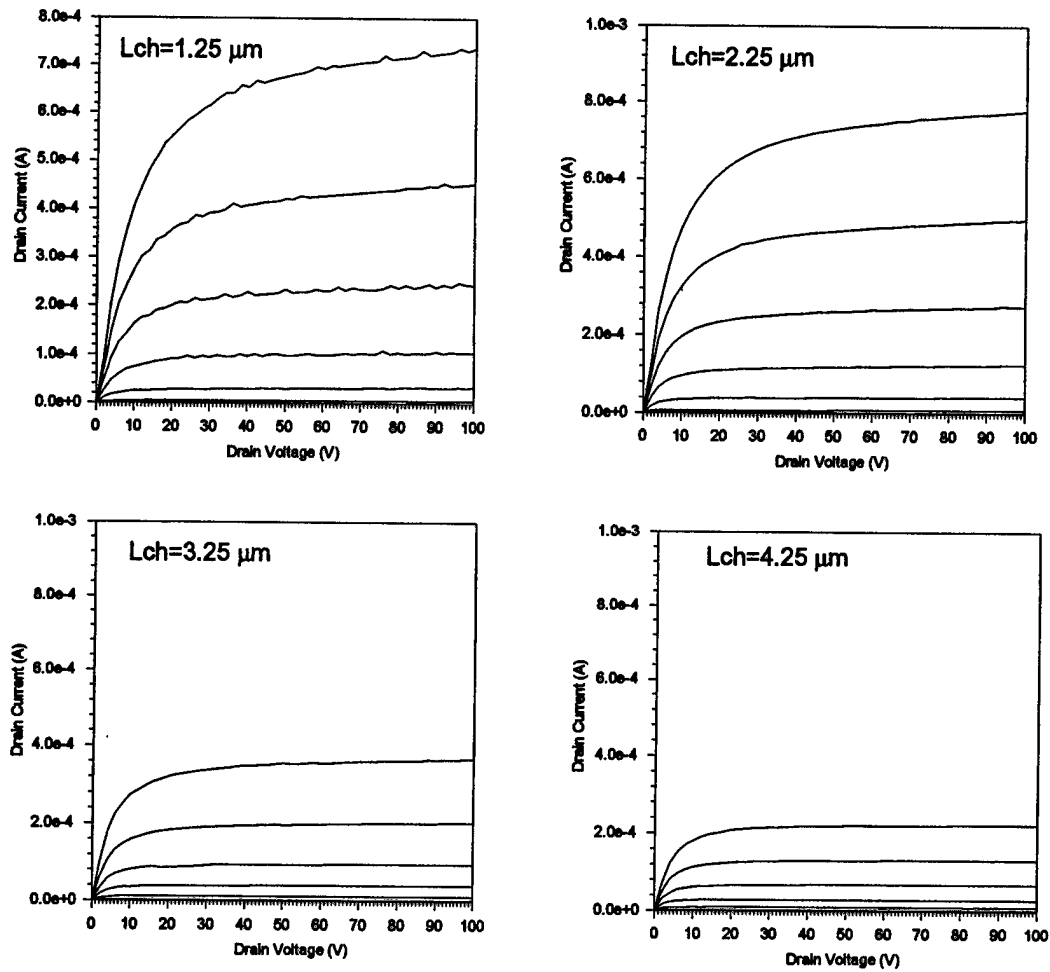 Lch=1.25 μm
8.0e-4
7.0e-4
6.0e-4
5.0e-4
4.0e-4
3.0e-4
2.0e-4
1.0e-4
0.0e+0
Drain Current (A)
0 10 20 30 40 50 60 70 80 90 100
Drain Voltage (V)
Lch=2.25 μm
1.0e-3
8.0e-4
6.0e-4
4.0e-4
2.0e-4
0.0e+0
Drain Current (A)
0 10 20 30 40 50 60 70 80 90 100
Drain Voltage (V)
Lch=3.25 μm
1.0e-3
8.0e-4
6.0e-4
4.0e-4
2.0e-4
0.0e+0
Drain Current (A)
0 10 20 30 40 50 60 70 80 90 100
Drain Voltage (V)
Lch=4.25 μm
1.0e-3
8.0e-4
6.0e-4
4.0e-4
2.0e-4
0.0e+0
Drain Current (A)
0 10 20 30 40 50 60 70 80 90 100
Drain Voltage (V)